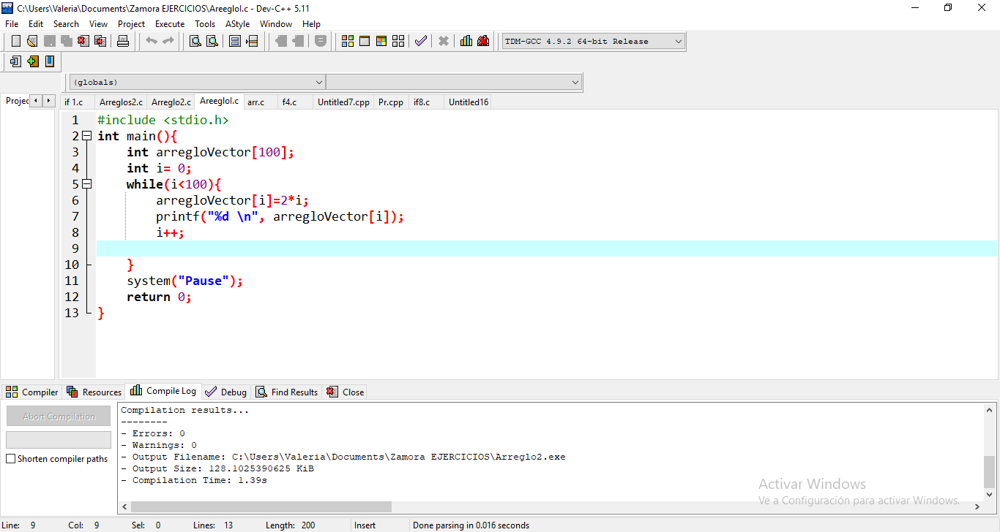 C:\Users\Valeria\Documents\Zamora EJERCICIOS\Areeglol.c - Dev-C++ 5.11
File Edit Search View Project Execute Tools AStyle Window Help
TDM-GCC 4.9.2 64-bit Release
(globals)
Projec if 1.c Arreglos2.c Arreglo2.c Areeglol.c arr.c f4.c Untitled7.cpp Pr.cpp if8.c Untitled16
1 #include <stdio.h>
2 int main(){
3 int arregloVector[100];
4 int i= 0;
5 while(i<100){
6 arregloVector[i]=2*i;
7 printf("%d \n", arregloVector[i]);
8 i++;
9
10 }
11 system("Pause");
12 return 0;
13 }
Compiler Resources Compile Log Debug Find Results Close
Abort Compilation
Shorten compiler paths
Compilation results...
--------
- Errors: 0
- Warnings: 0
- Output Filename: C:\Users\Valeria\Documents\Zamora EJERCICIOS\Arreglo2.exe
- Output Size: 128.1025390625 KiB
- Compilation Time: 1.39s
Activar Windows
Ve a Configuración para activar Windows.
Line: 9 Col: 9 Sel: 0 Lines: 13 Length: 200 Insert Done parsing in 0.016 seconds